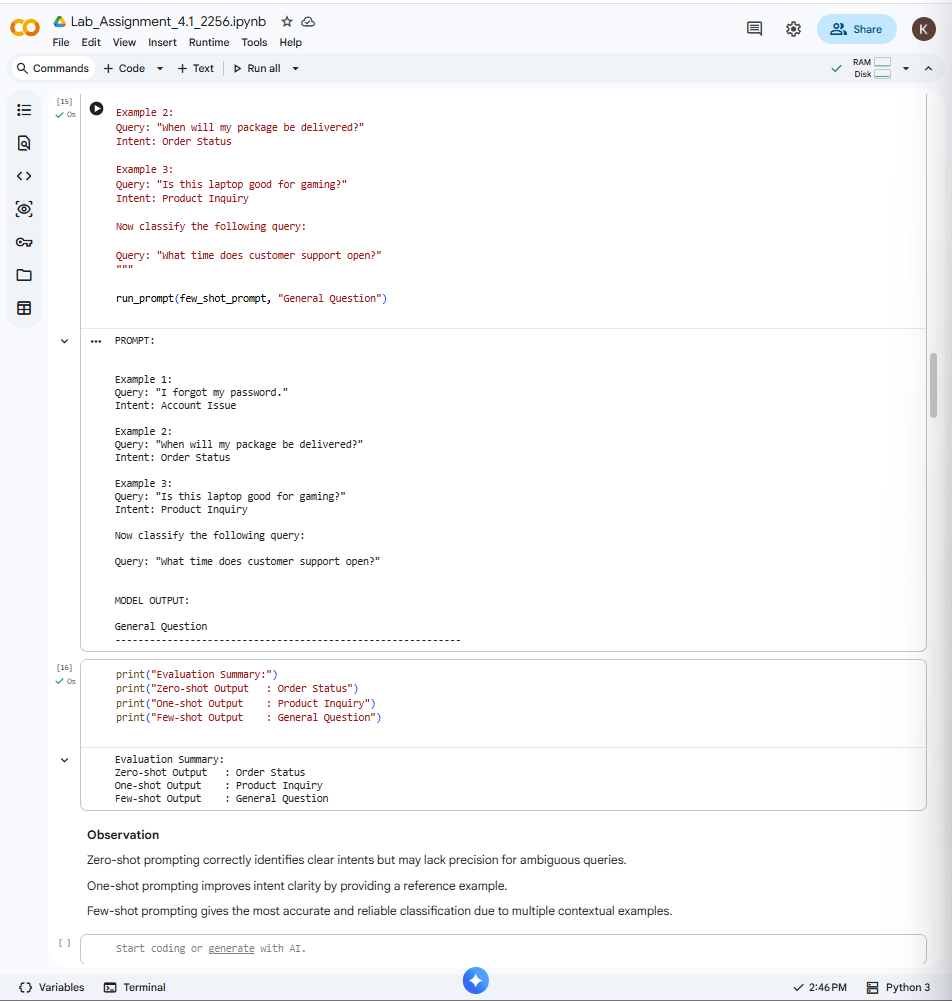 CO Lab_Assignment_4.1_2256.ipynb
File Edit View Insert Runtime Tools Help
Share
K
Commands + Code + Text Run all
RAM
Disk
[15]
0s
Example 2:
Query: "When will my package be delivered?"
Intent: Order Status
Example 3:
Query: "Is this laptop good for gaming?"
Intent: Product Inquiry
Now classify the following query:
Query: "What time does customer support open?"
"""
run_prompt(few_shot_prompt, "General Question")
PROMPT:
Example 1:
Query: "I forgot my password."
Intent: Account Issue
Example 2:
Query: "When will my package be delivered?"
Intent: Order Status
Example 3:
Query: "Is this laptop good for gaming?"
Intent: Product Inquiry
Now classify the following query:
Query: "What time does customer support open?"
MODEL OUTPUT:
General Question
------------------------------------------------------------
[16]
0s
print("Evaluation Summary:")
print("Zero-shot Output   : Order Status")
print("One-shot Output    : Product Inquiry")
print("Few-shot Output    : General Question")
Evaluation Summary:
Zero-shot Output   : Order Status
One-shot Output    : Product Inquiry
Few-shot Output    : General Question
Observation
Zero-shot prompting correctly identifies clear intents but may lack precision for ambiguous queries.
One-shot prompting improves intent clarity by providing a reference example.
Few-shot prompting gives the most accurate and reliable classification due to multiple contextual examples.
[ ]
Start coding or generate with AI.
Variables Terminal
2:46 PM Python 3